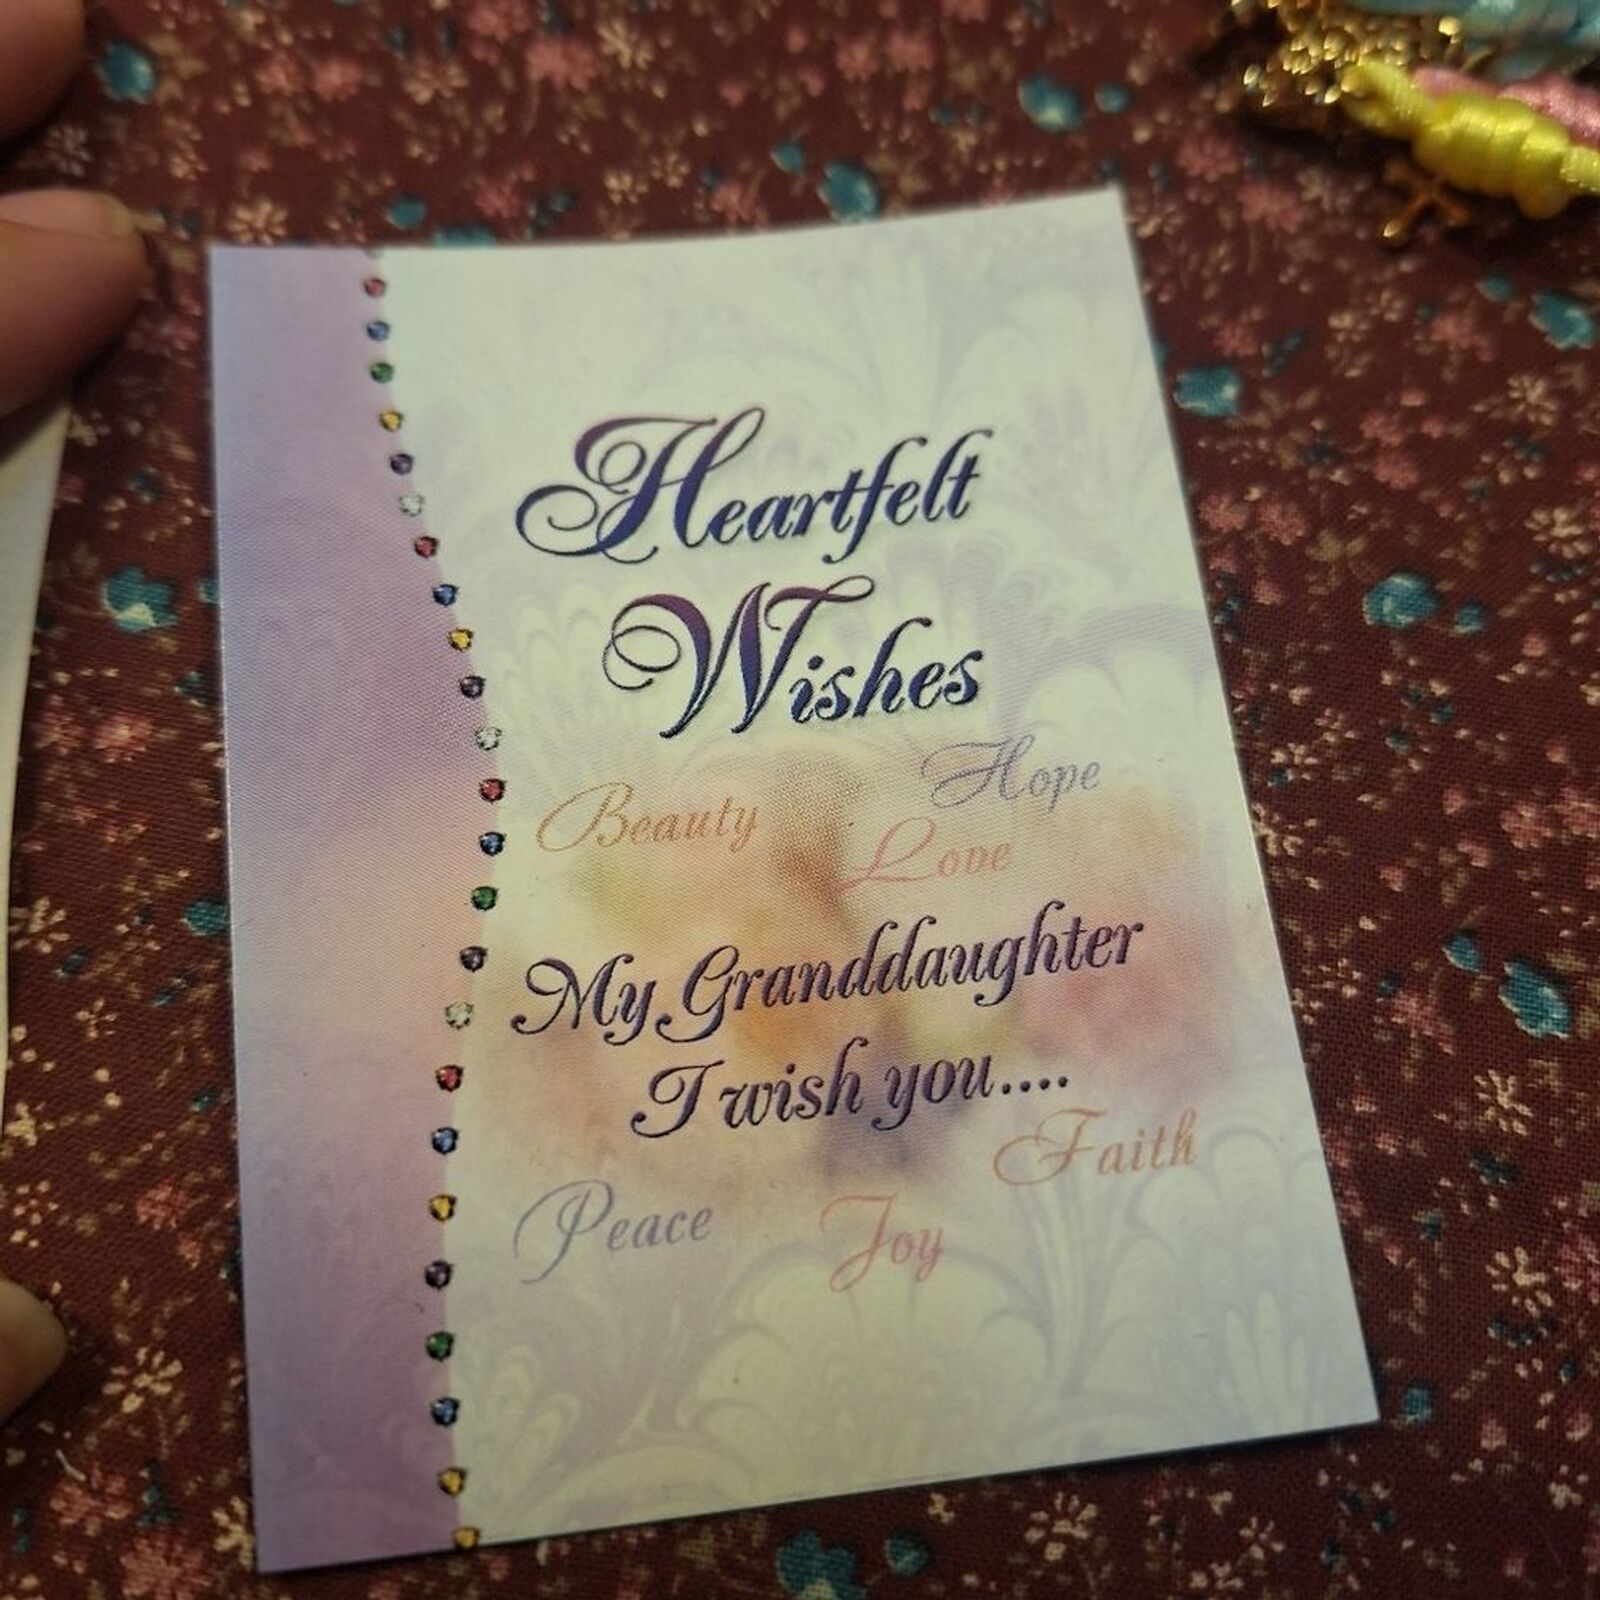 Heartfelt
Wishes
Hope
Beauty
Love
My Granddaughter
I wish you....
Faith
Peace
Joy